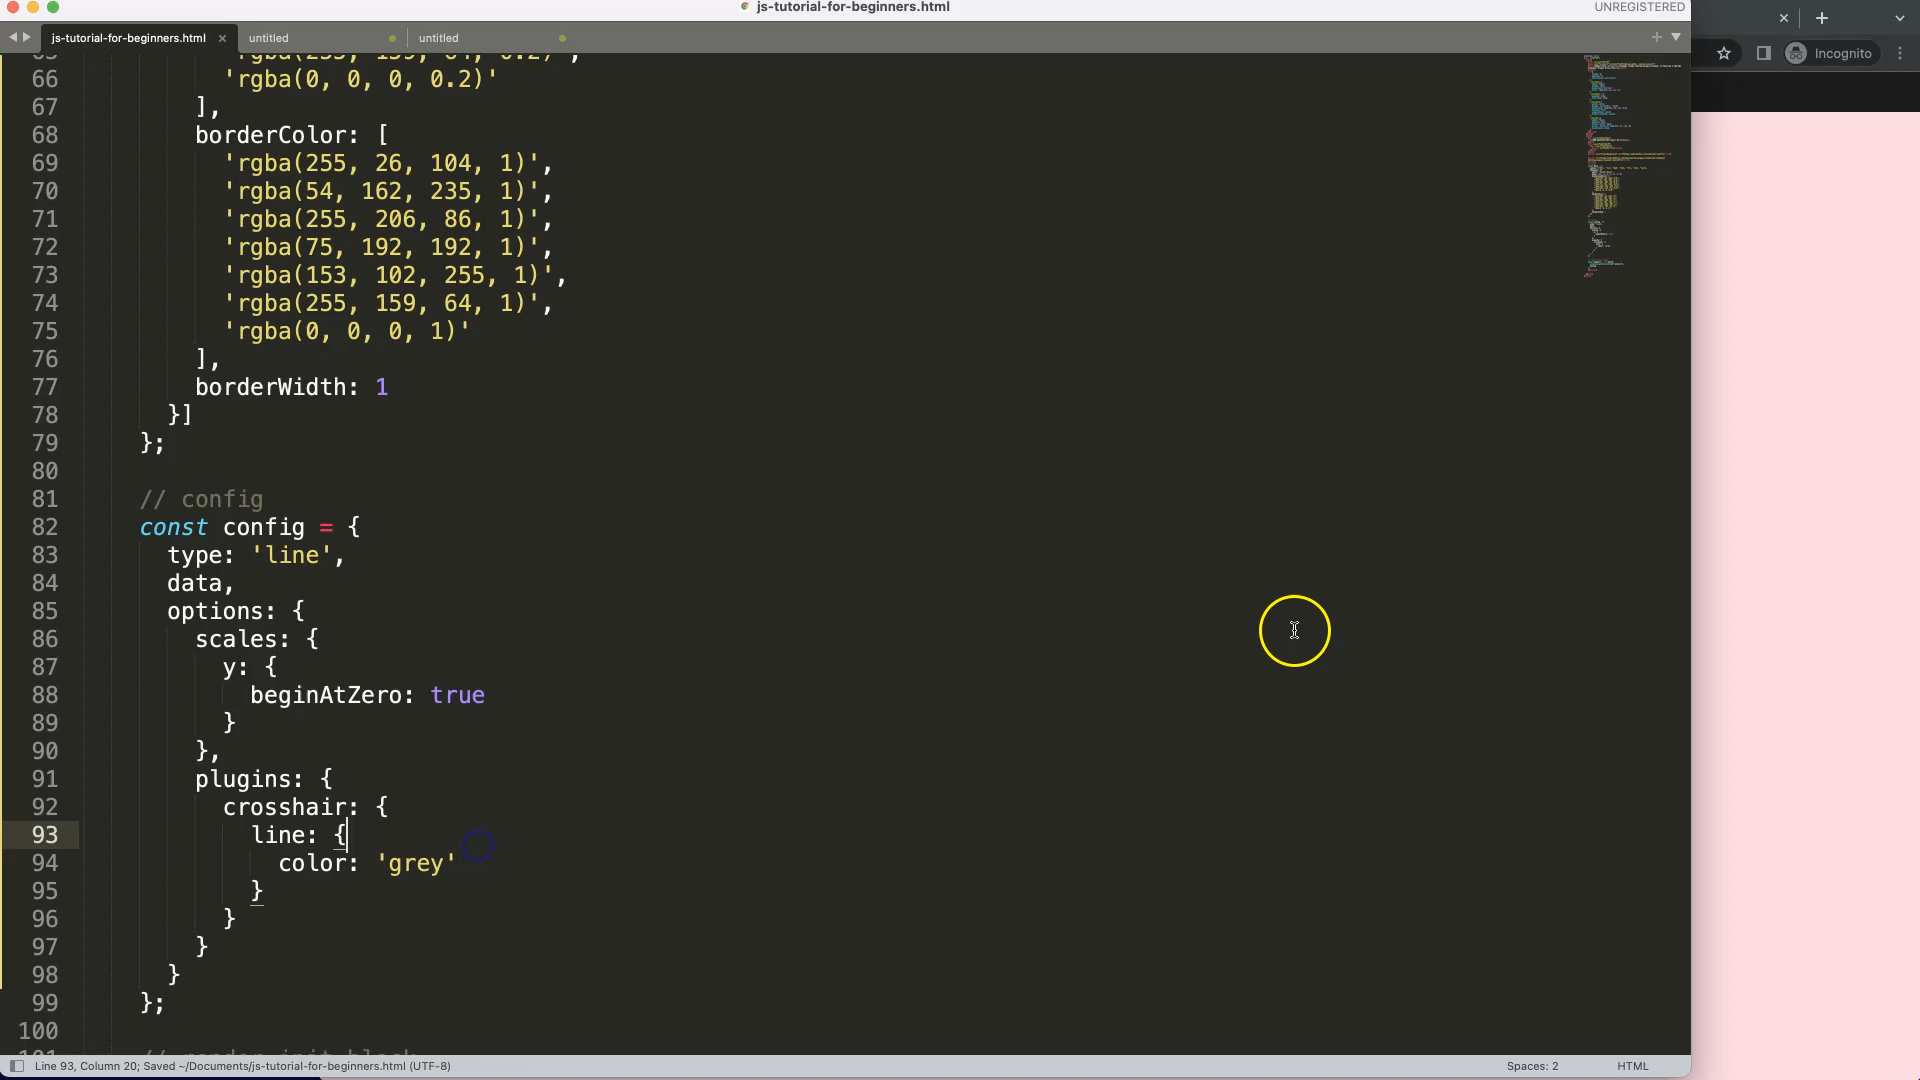 js-tutorial-for-beginners.html
UNREGISTERED
js-tutorial-for-beginners.html
untitled
untitled
Incognito
66 'rgba(0, 0, 0, 0.2)'
67 ],
68 borderColor: [
69 'rgba(255, 26, 104, 1)',
70 'rgba(54, 162, 235, 1)',
71 'rgba(255, 206, 86, 1)',
72 'rgba(75, 192, 192, 1)',
73 'rgba(153, 102, 255, 1)',
74 'rgba(255, 159, 64, 1)',
75 'rgba(0, 0, 0, 1)'
76 ],
77 borderWidth: 1
78 }]
79 };
80
81 // config
82 const config = {
83 type: 'line',
84 data,
85 options: {
86 scales: {
87 y: {
88 beginAtZero: true
89 }
90 },
91 plugins: {
92 crosshair: {
93 line: {
94 color: 'grey'
95 }
96 }
97 }
98 }
99 };
100
Line 93, Column 20; Saved ~/Documents/js-tutorial-for-beginners.html (UTF-8)
Spaces: 2
HTML